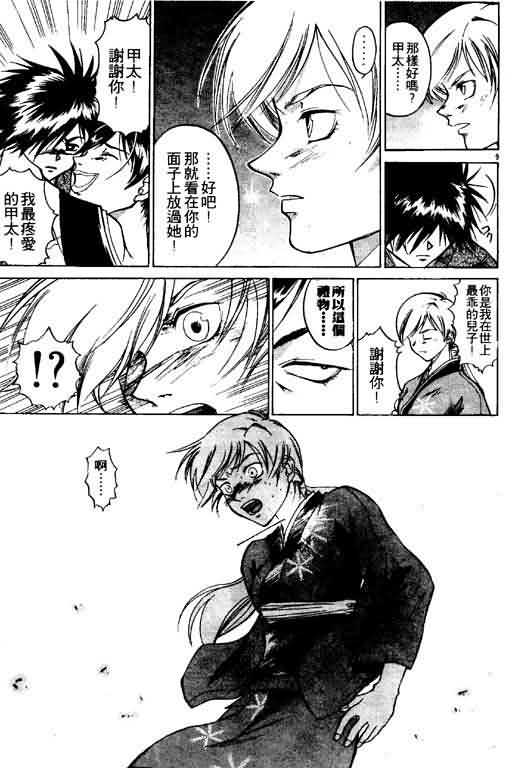 那樣好嗎？
甲太……
……
……好吧！
那就看在你的
面子上放過她！
甲太！
謝謝你！
我最疼愛
的甲太！
你是我在世上
最乖的兒子！
謝謝你！
所以這個
禮物……
！？
啊…